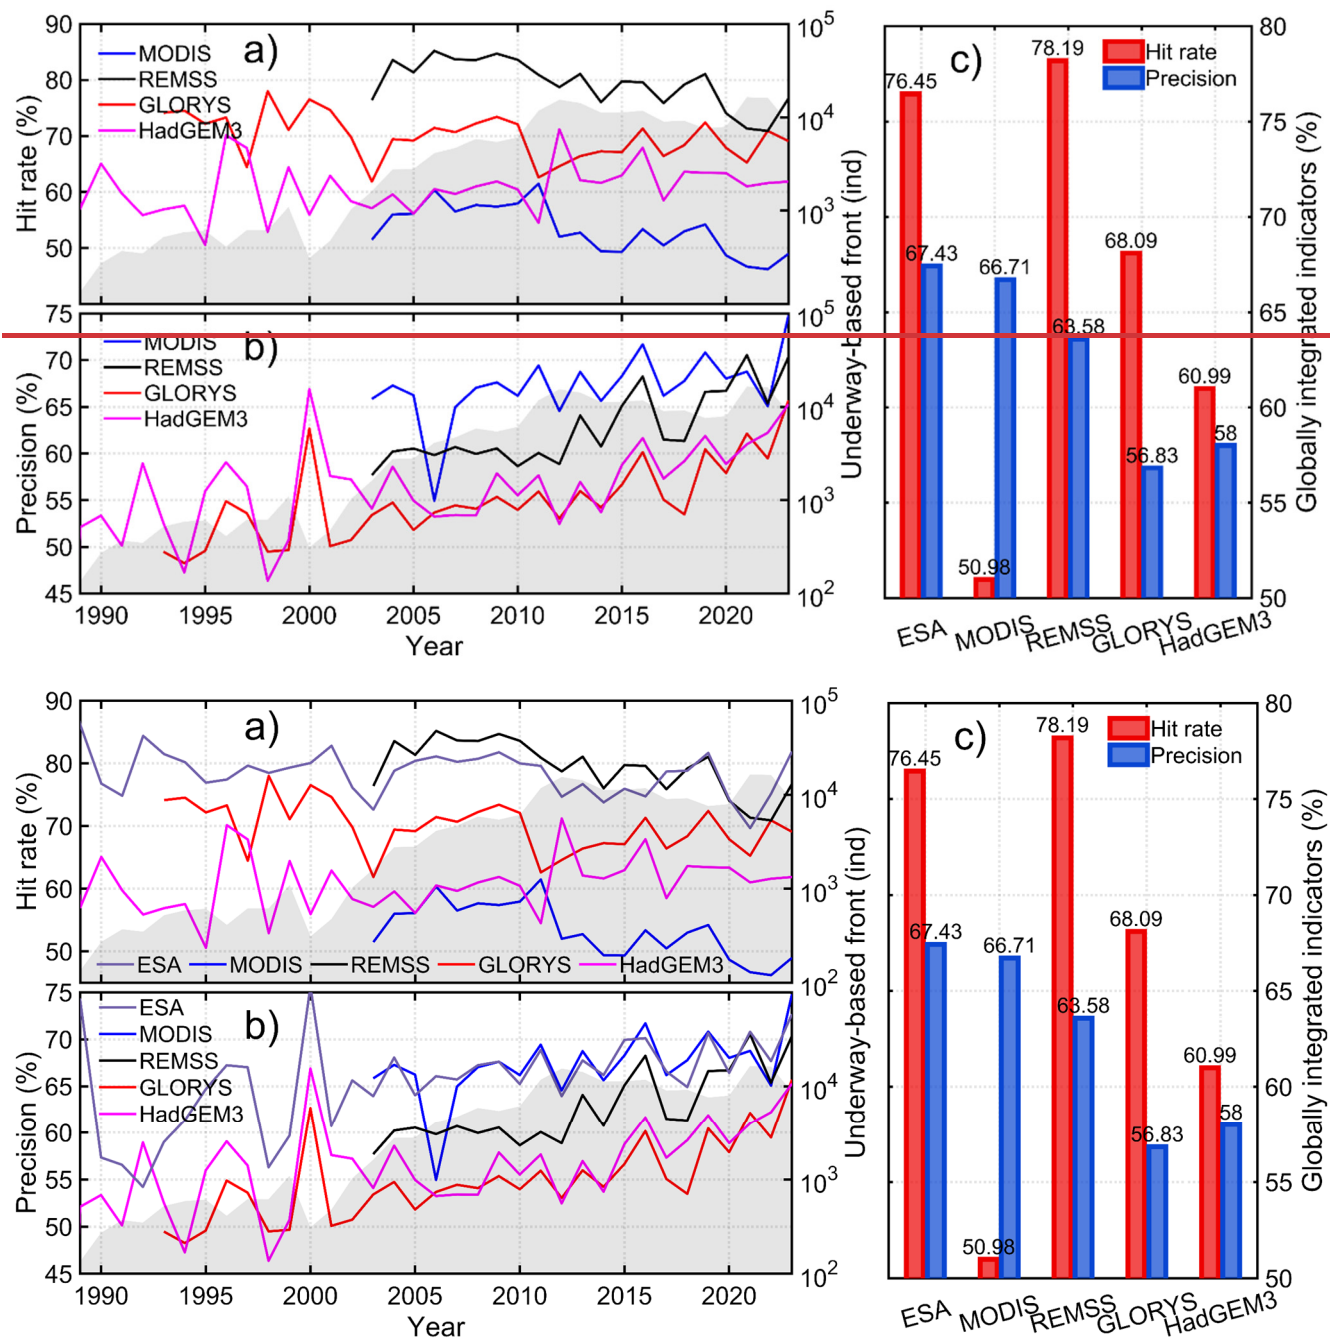 a)
MODIS
REMSS
GLORYS
HadGEM3
Hit rate (%)
90
80
70
60
50
10^5
10^4
10^3
b)
MODIS
REMSS
GLORYS
HadGEM3
Precision (%)
75
70
65
60
55
50
45
10^5
10^4
10^3
10^2
Underway-based front (ind)
1990 1995 2000 2005 2010 2015 2020
Year
c)
Hit rate
Precision
76.45
67.43
50.98
66.71
78.19
63.58
68.09
56.83
60.99
58
80
75
70
65
60
55
50
Globally integrated indicators (%)
ESA MODIS REMSS GLORYS HadGEM3
a)
Hit rate (%)
90
80
70
60
50
10^5
10^4
10^3
10^2
ESA MODIS REMSS GLORYS HadGEM3
b)
ESA
MODIS
REMSS
GLORYS
HadGEM3
Precision (%)
75
70
65
60
55
50
45
10^4
10^3
10^2
Underway-based front (ind)
1990 1995 2000 2005 2010 2015 2020
Year
c)
Hit rate
Precision
76.45
67.43
50.98
66.71
78.19
63.58
68.09
56.83
60.99
58
80
75
70
65
60
55
50
Globally integrated indicators (%)
ESA MODIS REMSS GLORYS HadGEM3